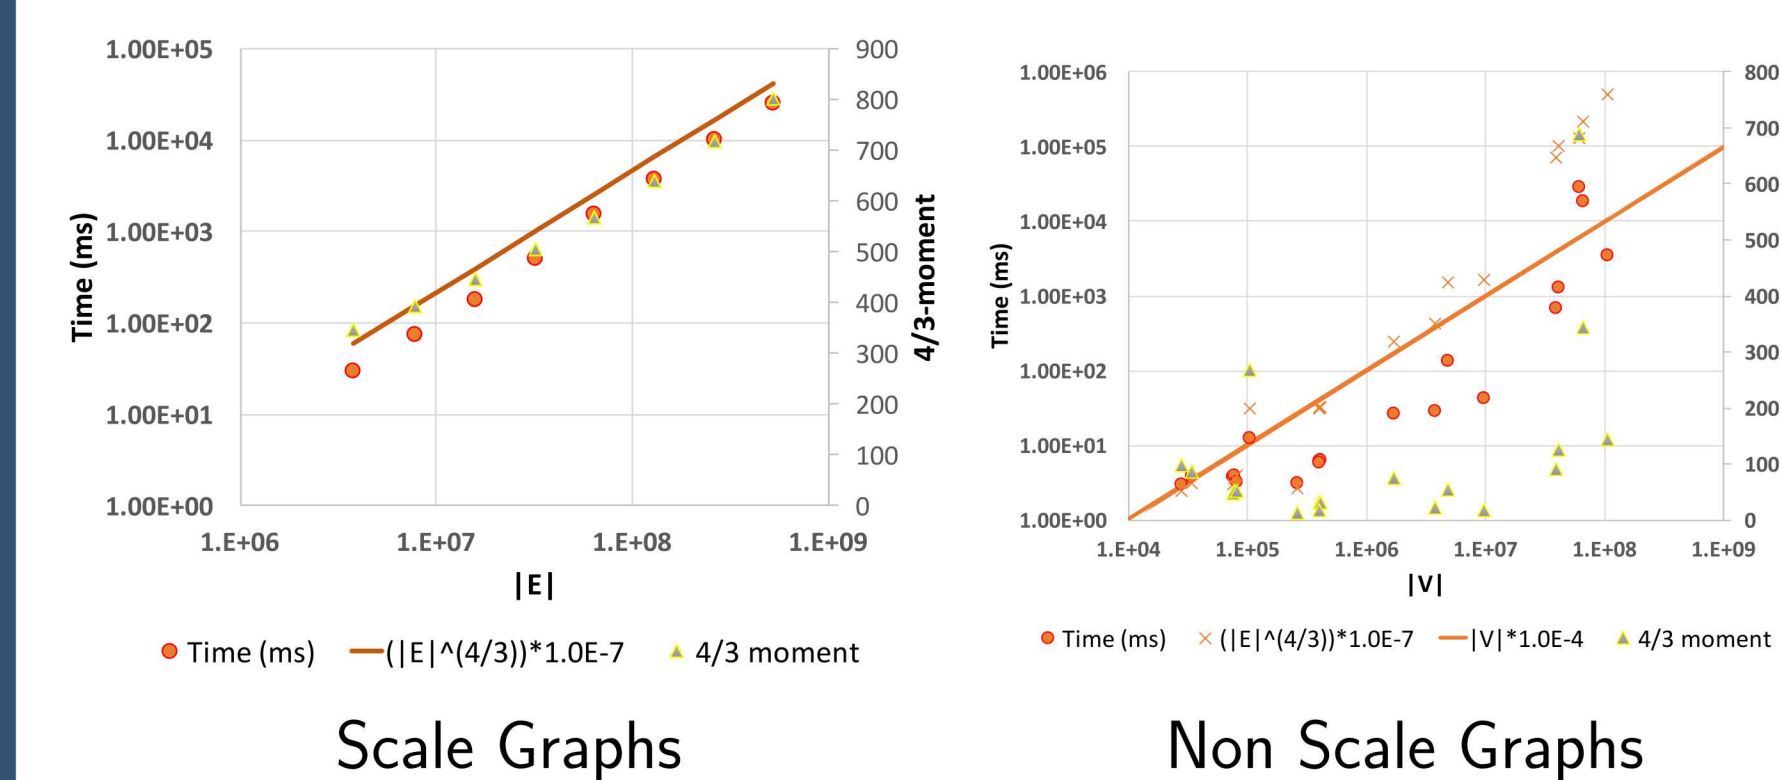 1.00E+05
1.00E+04
1.00E+03
1.00E+02
1.00E+01
1.00E+00
Time (ms)
900
800
700
600
500
400
300
200
100
0
4/3-moment
1.E+06 1.E+07 1.E+08 1.E+09
|E|
Time (ms) (|E|^(4/3))*1.0E-7 4/3 moment
Scale Graphs
1.00E+06
1.00E+05
1.00E+04
1.00E+03
1.00E+02
1.00E+01
1.00E+00
Time (ms)
800
700
600
500
400
300
200
100
0
1.E+04 1.E+05 1.E+06 1.E+07 1.E+08 1.E+09
|V|
Time (ms) (|E|^(4/3))*1.0E-7 |V|*1.0E-4 4/3 moment
Non Scale Graphs